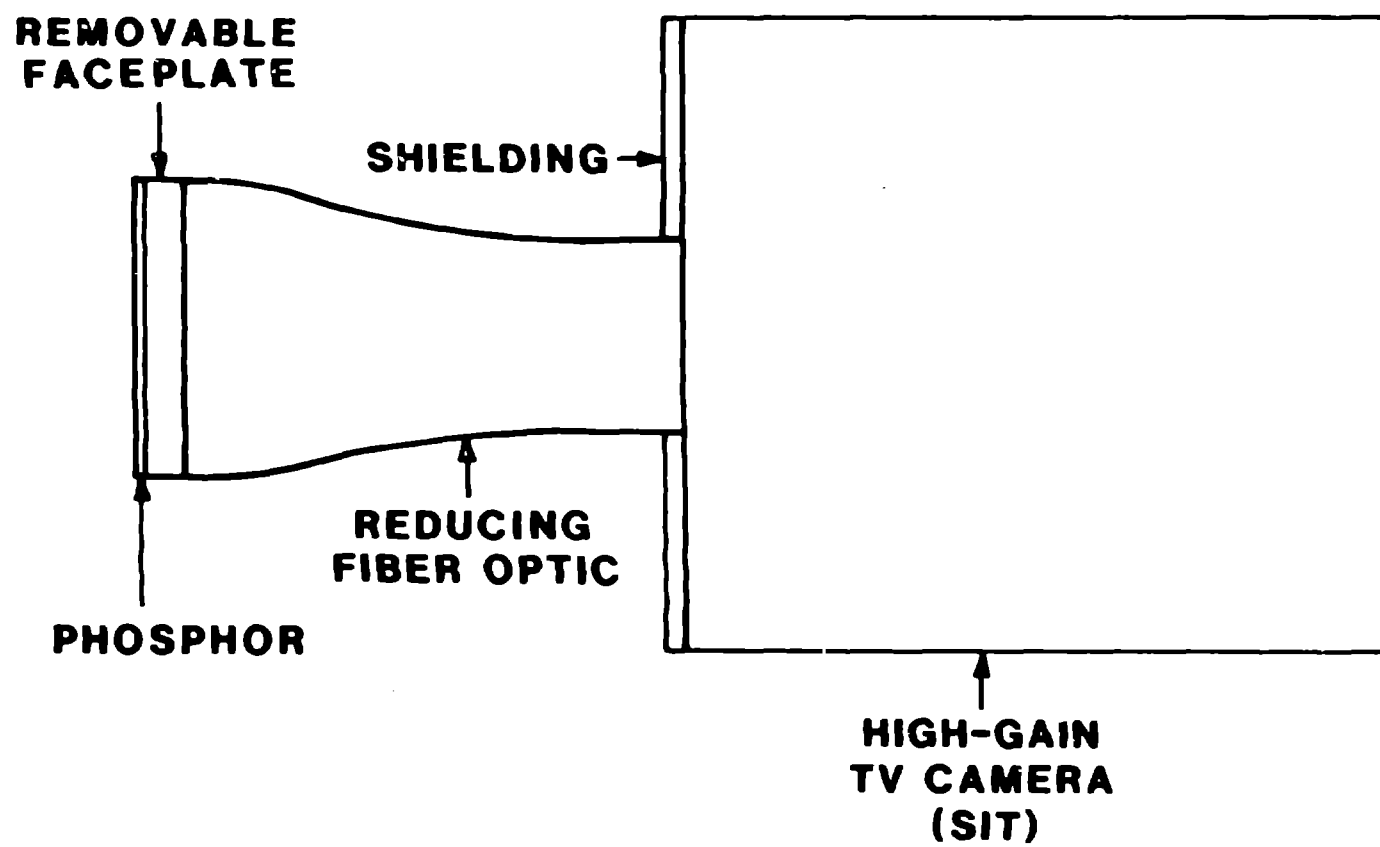 REMOVABLE
FACEPLATE
SHIELDING
REDUCING
FIBER OPTIC
PHOSPHOR
HIGH-GAIN
TV CAMERA
(SIT)